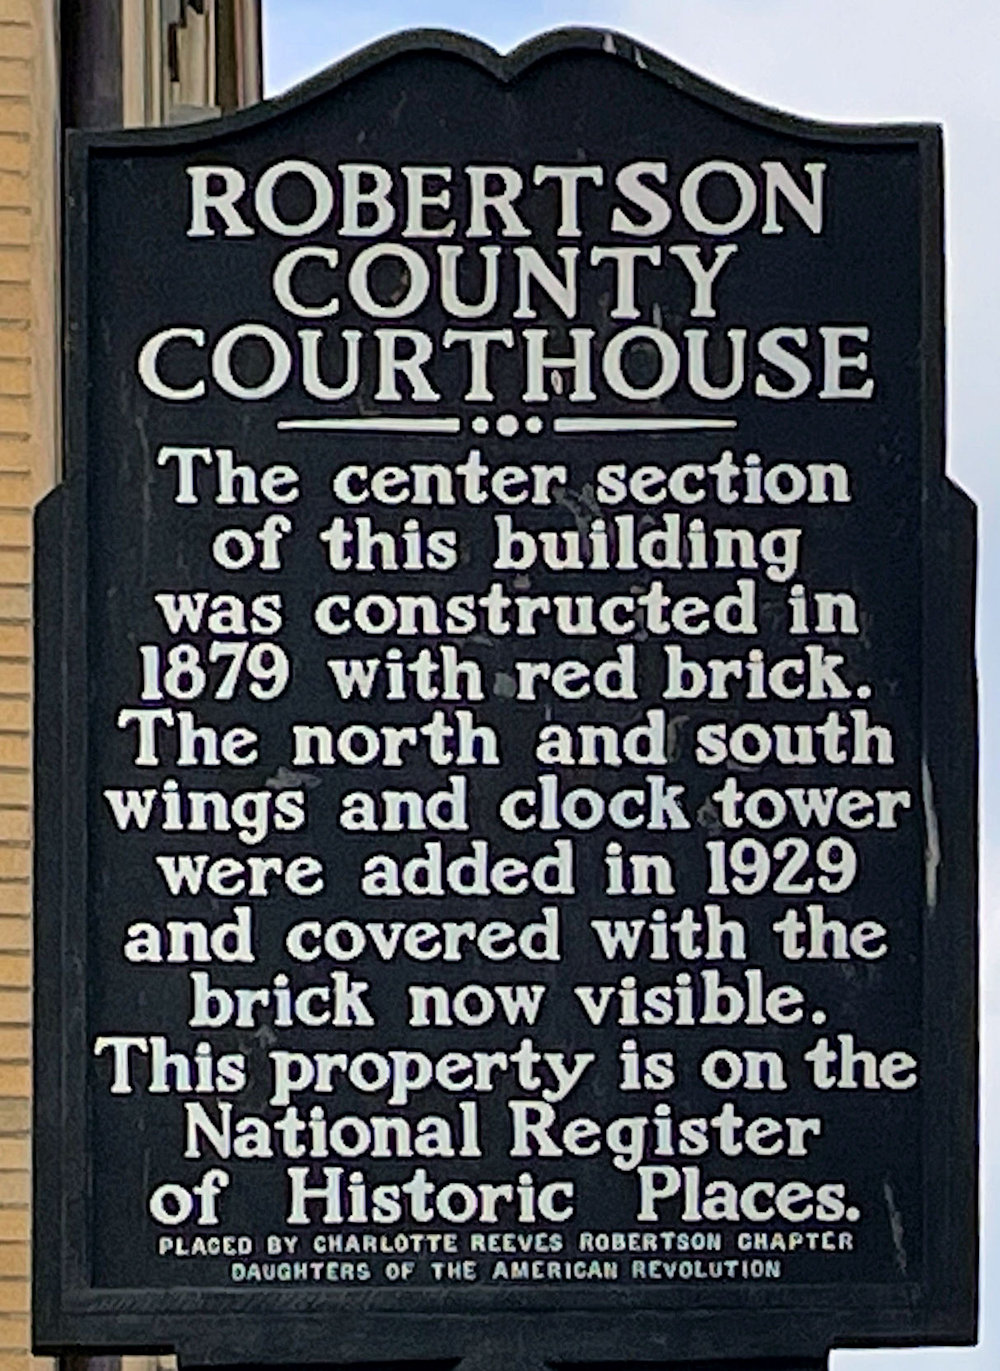 ROBERTSON
COUNTY
COURTHOUSE
The center section
of this building
was constructed in
1879 with red brick.
The north and south
wings and clock tower
were added in 1929
and covered with the
brick now visible.
This property is on the
National Register
of Historic Places.
PLACED BY CHARLOTTE REEVES ROBERTSON CHAPTER
DAUGHTERS OF THE AMERICAN REVOLUTION